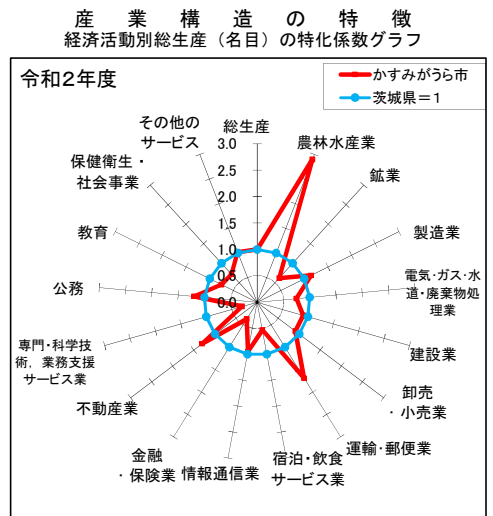 産業構造の特徴
経済活動別総生産（名目）の特化係数グラフ
令和2年度
かすみがうら市
茨城県＝1
総生産
農林水産業
鉱業
製造業
電気・ガス・水
道・廃棄物処
理業
建設業
卸売
・小売業
運輸・郵便業
宿泊・飲食
サービス業
情報通信業
金融
・保険業
不動産業
専門・科学技
術，業務支援
サービス業
公務
教育
保健衛生・
社会事業
その他の
サービス
3.0
2.5
2.0
1.5
1.0
0.5
0.0